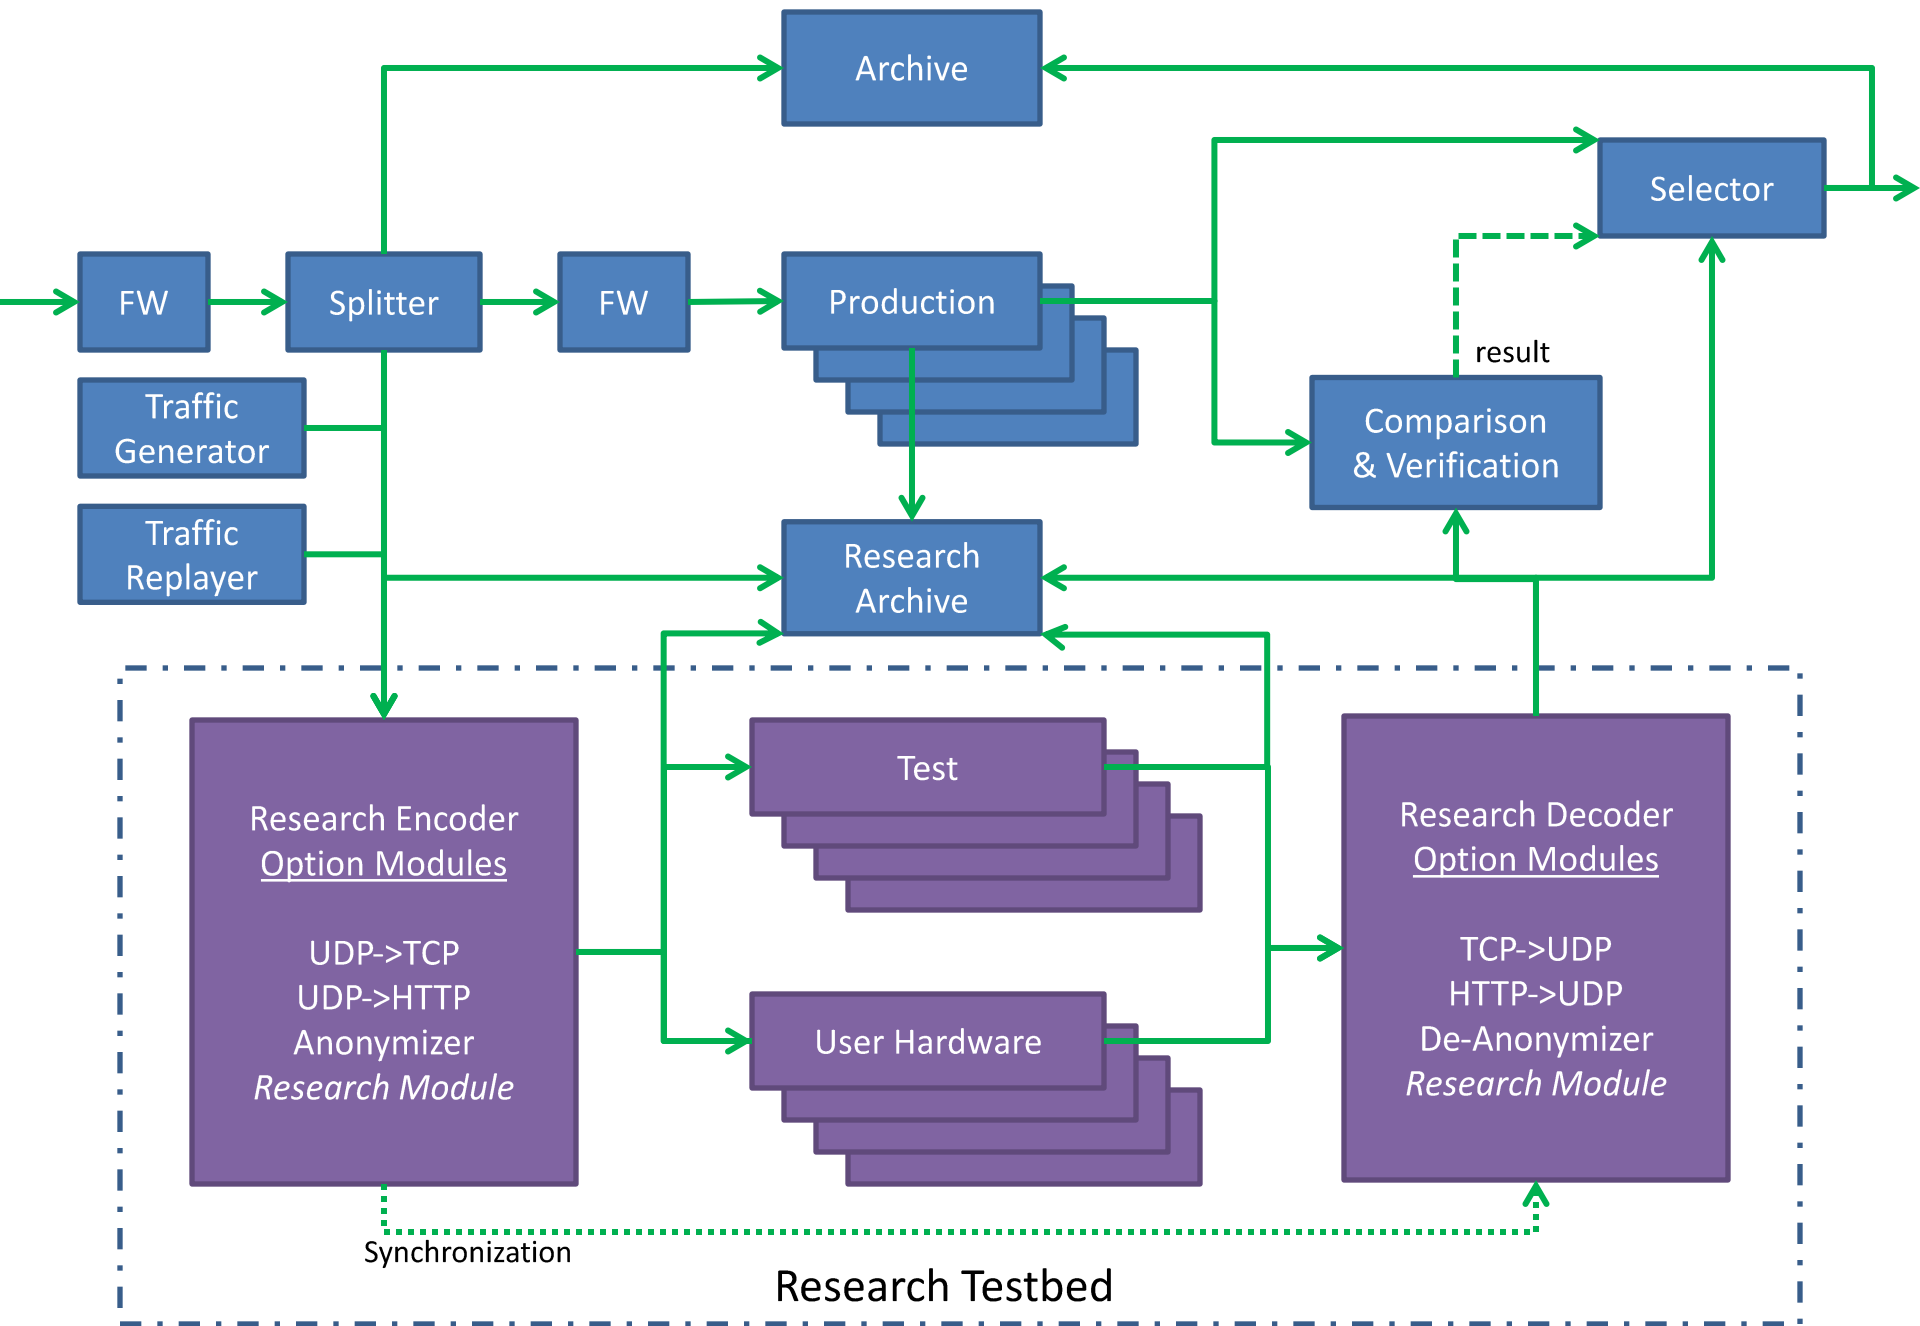 Archive
Selector
FW
Splitter
FW
Production
result
Traffic
Generator
Comparison
& Verification
Traffic
Replayer
Research
Archive
Test
Research Encoder
Option Modules
UDP->TCP
UDP->HTTP
Anonymizer
Research Module
User Hardware
Research Decoder
Option Modules
TCP->UDP
HTTP->UDP
De-Anonymizer
Research Module
Synchronization
Research Testbed